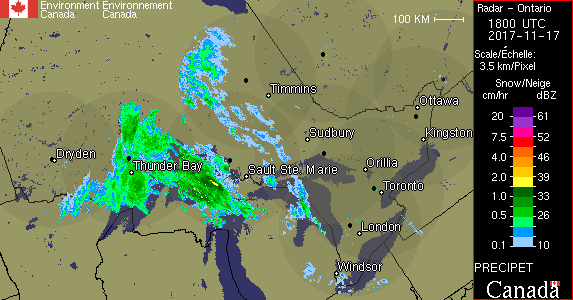 Environment Environnement
Canada Canada
100 KM
Timmins
Ottawa
Sudbury
Kingston
Dryden
Thunder Bay
Sault Ste. Marie
Orillia
Toronto
London
Windsor
Radar - Ontario
1800 UTC
2017-11-17
Scale/Échelle:
3.5 km/Pixel
Snow/Neige
cm/hr dBZ
20 61
7.5 52
4.0 46
2.0 39
1.0 33
0.5 26
0.1 10
PRECIPET
Canada